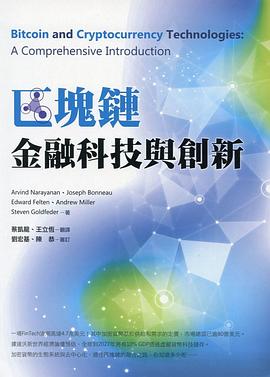 Bitcoin and Cryptocurrency Technologies:
A Comprehensive Introduction
區塊鏈
金融科技與創新
Arvind Narayanan、Joseph Bonneau
Edward Felten、Andrew Miller
Steven Goldfeder —著
蔡凱龍、王立恆—翻譯
劉宏基、陳 恭—審訂